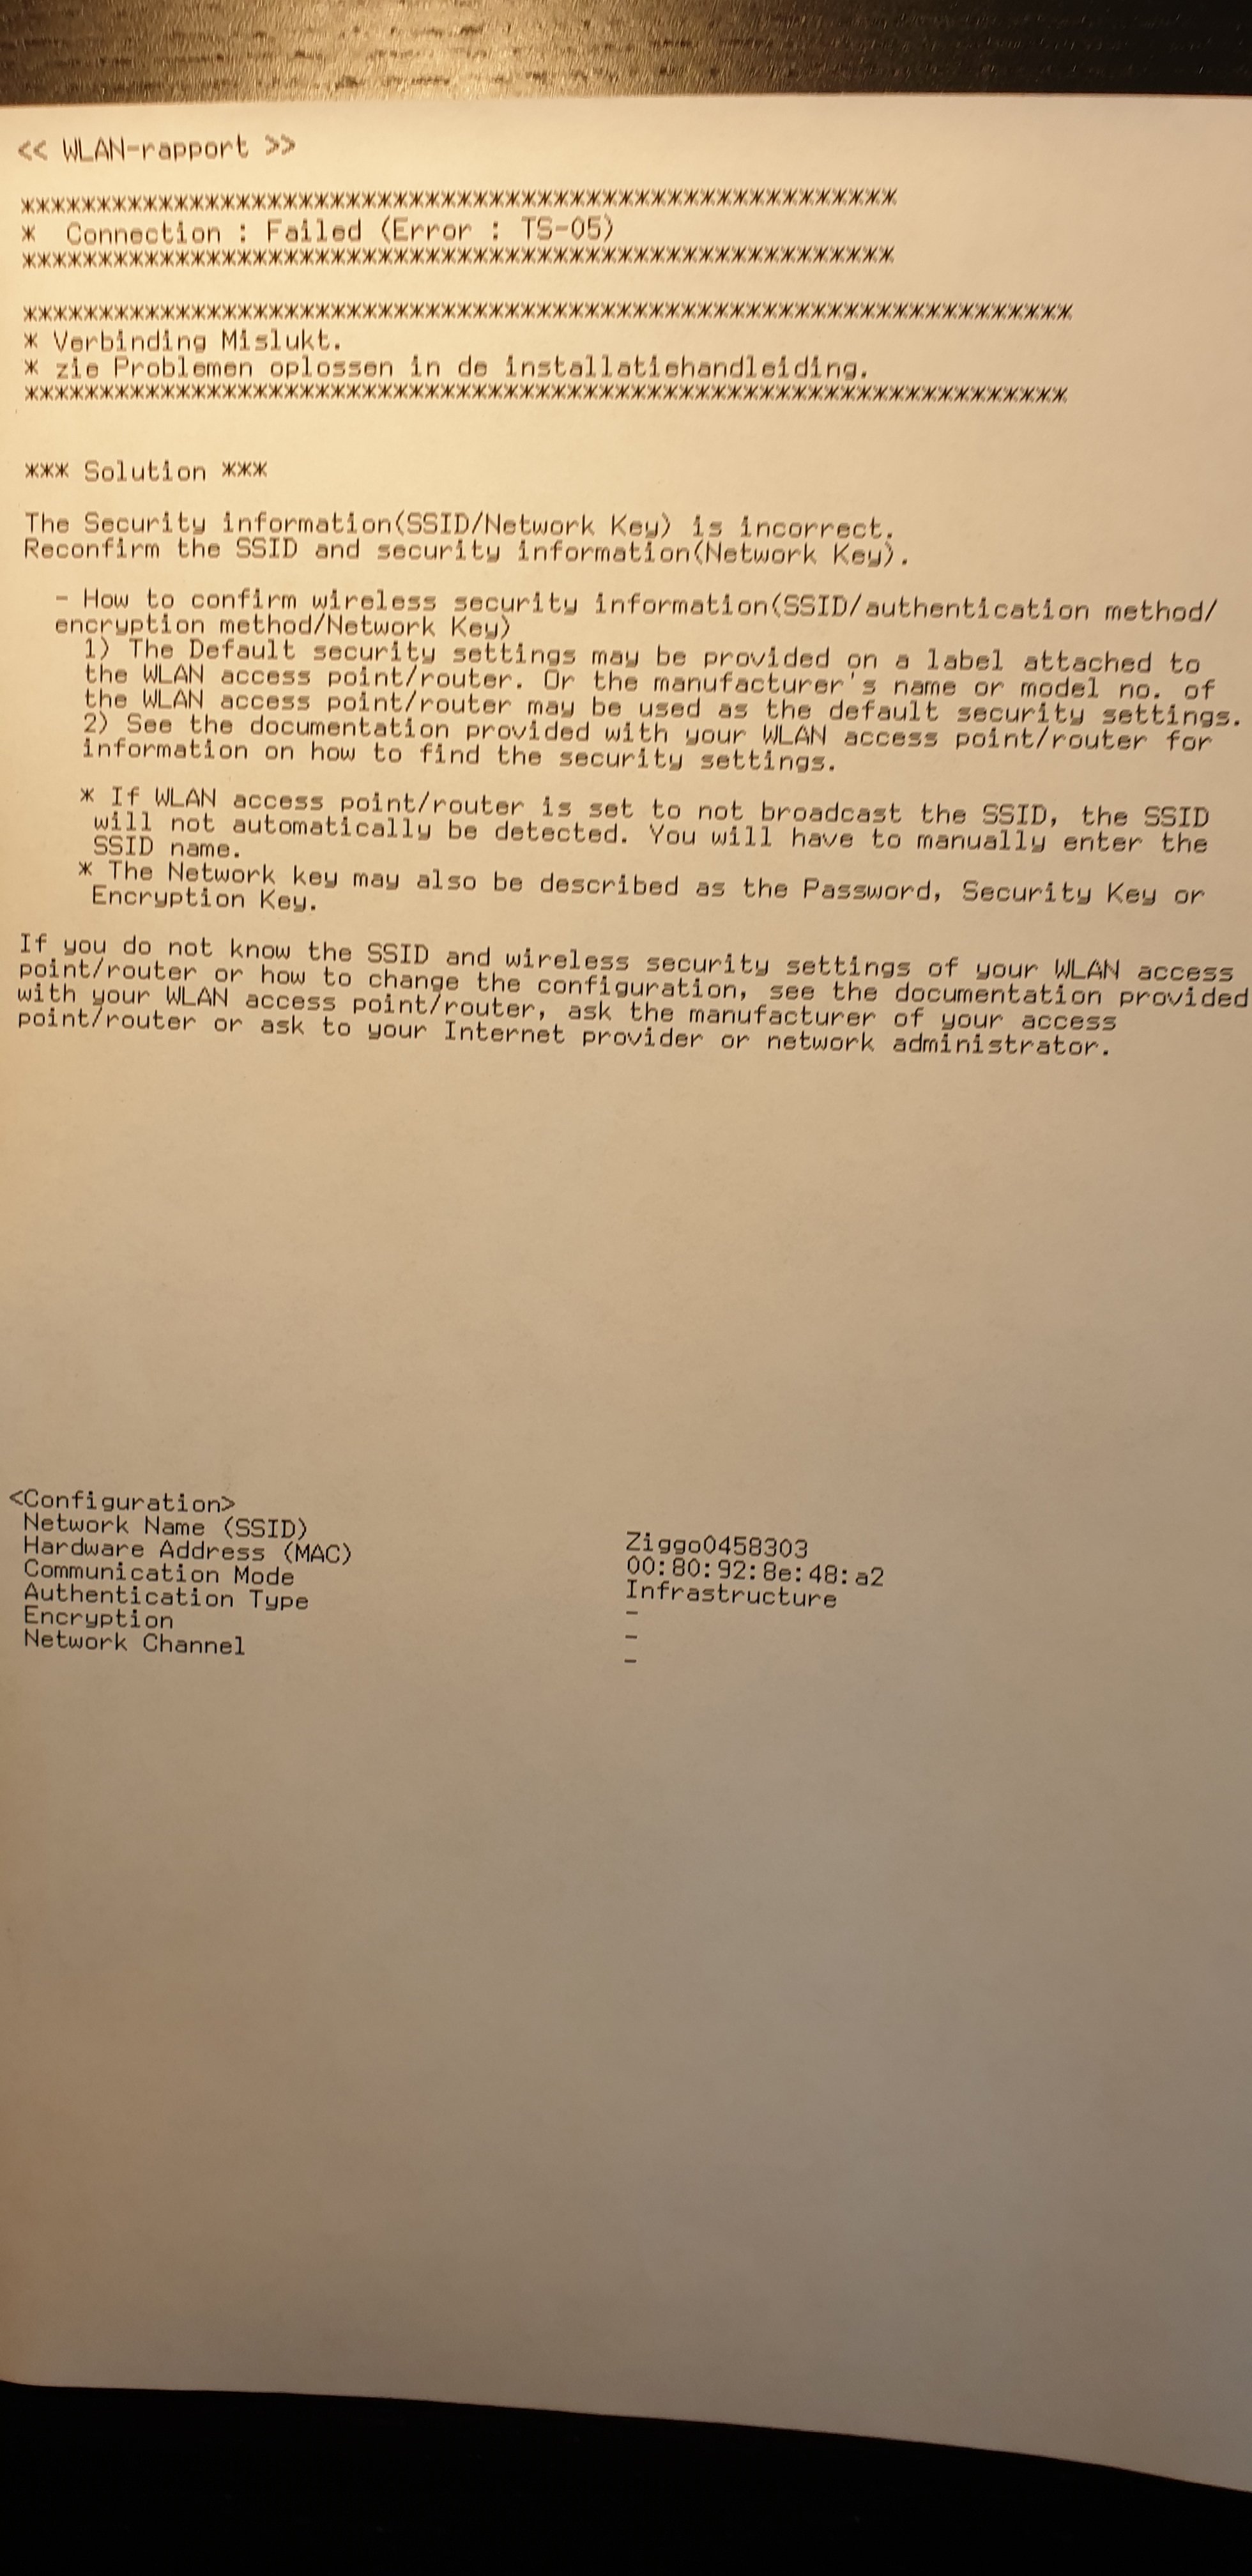 << WLAN-rapport >>
**********************************************************
*  Connection : Failed (Error : TS-05)
**********************************************************
**********************************************************************
* Verbinding Mislukt.
* zie Problemen oplossen in de installatiehandleiding.
**********************************************************************
*** Solution ***
The Security information(SSID/Network Key) is incorrect.
Reconfirm the SSID and security information(Network Key).
- How to confirm wireless security information(SSID/authentication method/
encryption method/Network Key)
1) The Default security settings may be provided on a label attached to
the WLAN access point/router. Or the manufacturer's name or model no. of
the WLAN access point/router may be used as the default security settings.
2) See the documentation provided with your WLAN access point/router for
information on how to find the security settings.
* If WLAN access point/router is set to not broadcast the SSID, the SSID
will not automatically be detected. You will have to manually enter the
SSID name.
* The Network key may also be described as the Password, Security Key or
Encryption Key.
If you do not know the SSID and wireless security settings of your WLAN access
point/router or how to change the configuration, see the documentation provided
with your WLAN access point/router, ask the manufacturer of your access
point/router or ask to your Internet provider or network administrator.
<Configuration>
Network Name (SSID) Ziggo0458303
Hardware Address (MAC) 00:80:92:8e:48:a2
Communication Mode Infrastructure
Authentication Type -
Encryption -
Network Channel -